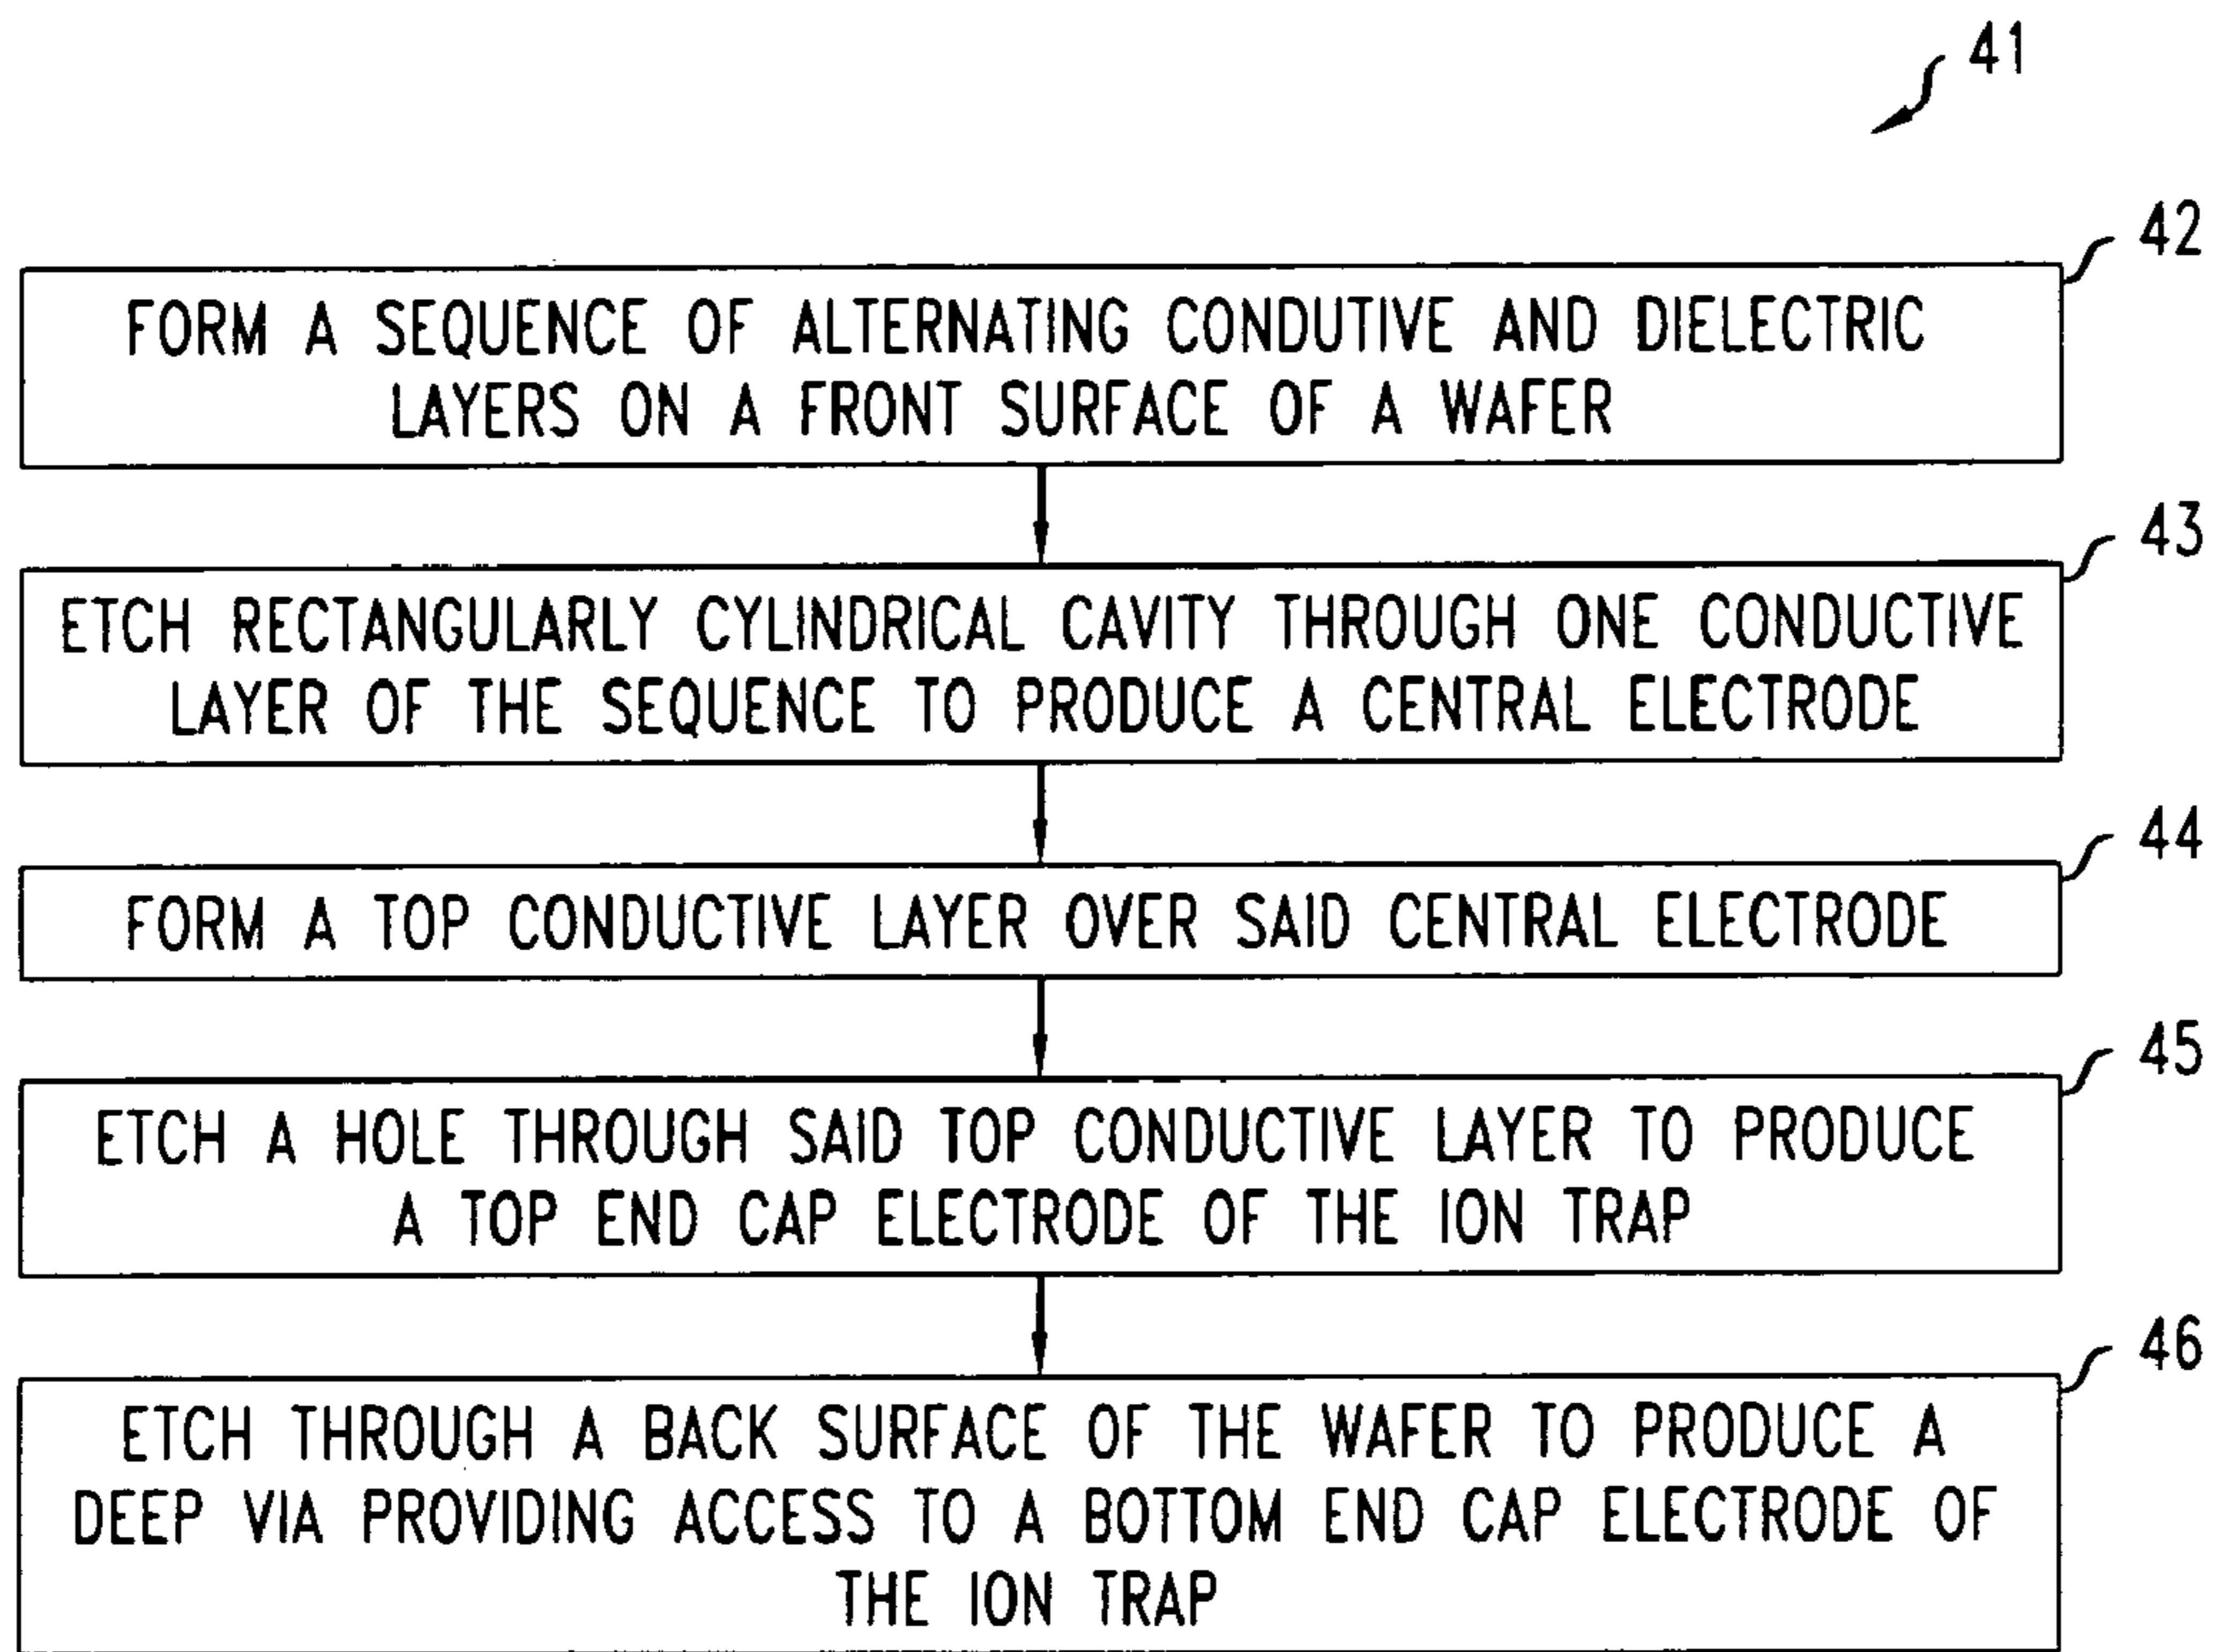 41
42
FORM A SEQUENCE OF ALTERNATING CONDUTIVE AND DIELECTRIC
LAYERS ON A FRONT SURFACE OF A WAFER
43
ETCH RECTANGULARLY CYLINDRICAL CAVITY THROUGH ONE CONDUCTIVE
LAYER OF THE SEQUENCE TO PRODUCE A CENTRAL ELECTRODE
44
FORM A TOP CONDUCTIVE LAYER OVER SAID CENTRAL ELECTRODE
45
ETCH A HOLE THROUGH SAID TOP CONDUCTIVE LAYER TO PRODUCE
A TOP END CAP ELECTRODE OF THE ION TRAP
46
ETCH THROUGH A BACK SURFACE OF THE WAFER TO PRODUCE A
DEEP VIA PROVIDING ACCESS TO A BOTTOM END CAP ELECTRODE OF
THE ION TRAP